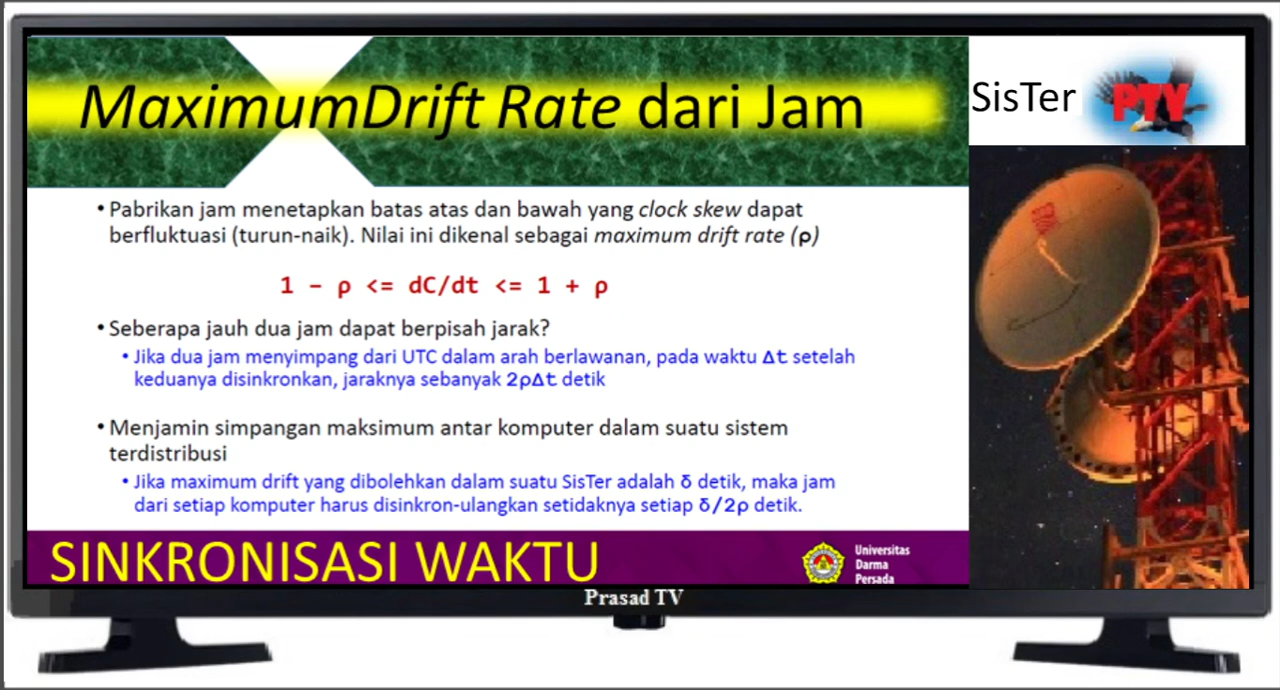 MaximumDrift Rate dari Jam
SisTer
PTY
• Pabrikan jam menetapkan batas atas dan bawah yang clock skew dapat
berfluktuasi (turun-naik). Nilai ini dikenal sebagai maximum drift rate (ρ)
1 – ρ <= dC/dt <= 1 + ρ
• Seberapa jauh dua jam dapat berpisah jarak?
• Jika dua jam menyimpang dari UTC dalam arah berlawanan, pada waktu Δt setelah
keduanya disinkronkan, jaraknya sebanyak 2ρΔt detik
• Menjamin simpangan maksimum antar komputer dalam suatu sistem
terdistribusi
• Jika maximum drift yang dibolehkan dalam suatu SisTer adalah δ detik, maka jam
dari setiap komputer harus disinkron-ulangkan setidaknya setiap δ/2ρ detik.
SINKRONISASI WAKTU
Universitas
Darma
Persada
Prasad TV